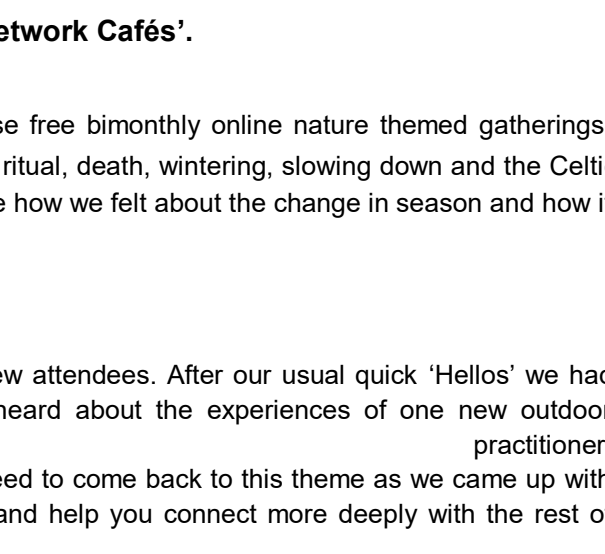 etwork Cafés’.
se free bimonthly online nature themed gatherings
ritual, death, wintering, slowing down and the Celti
e how we felt about the change in season and how i
ew attendees. After our usual quick ‘Hellos’ we had
heard about the experiences of one new outdoor
practitioner
eed to come back to this theme as we came up with
and help you connect more deeply with the rest o